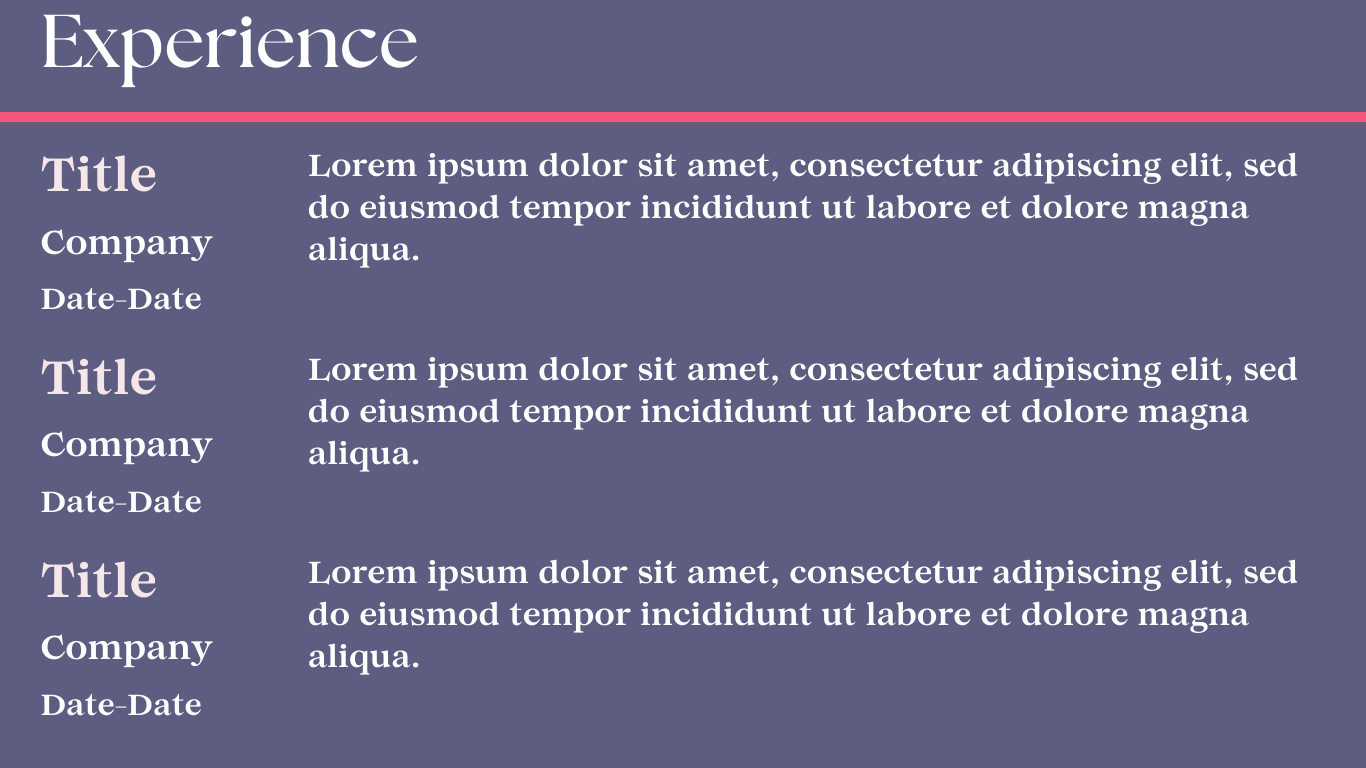 Experience
Title
Company
Date-Date
Lorem ipsum dolor sit amet, consectetur adipiscing elit, sed
do eiusmod tempor incididunt ut labore et dolore magna
aliqua.
Title
Company
Date-Date
Lorem ipsum dolor sit amet, consectetur adipiscing elit, sed
do eiusmod tempor incididunt ut labore et dolore magna
aliqua.
Title
Company
Date-Date
Lorem ipsum dolor sit amet, consectetur adipiscing elit, sed
do eiusmod tempor incididunt ut labore et dolore magna
aliqua.